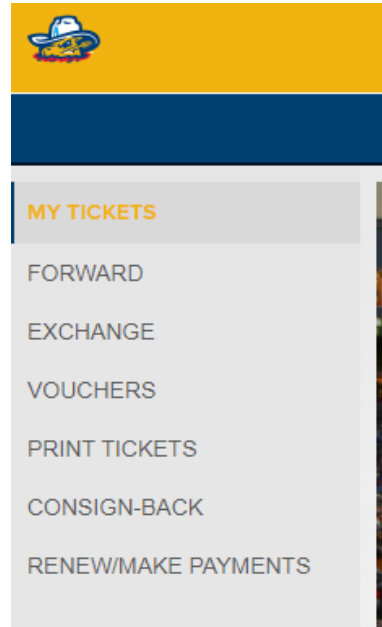 MY TICKETS
FORWARD
EXCHANGE
VOUCHERS
PRINT TICKETS
CONSIGN-BACK
RENEW/MAKE PAYMENTS